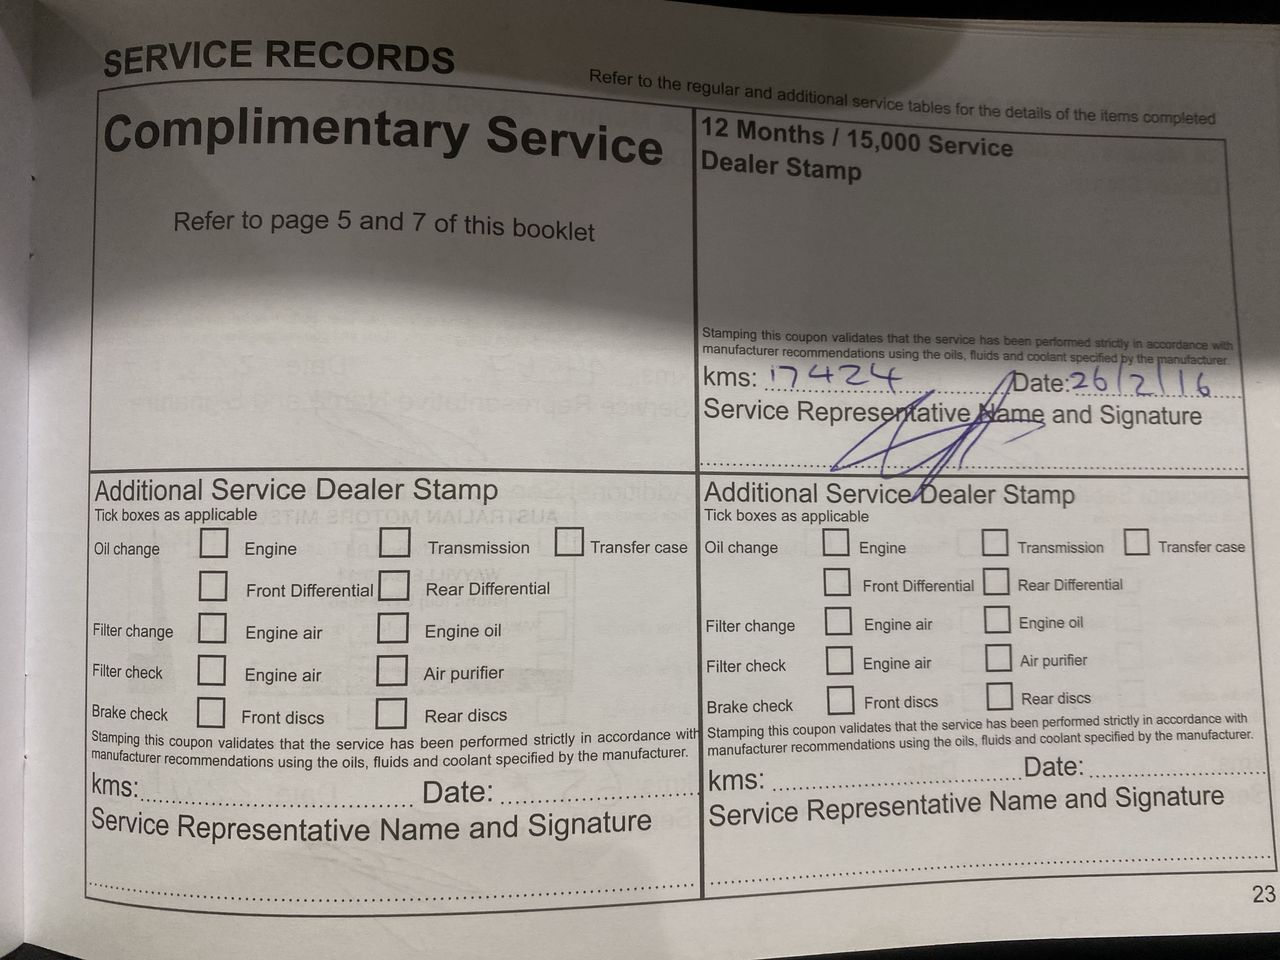 SERVICE RECORDS
Refer to the regular and additional service tables for the details of the items completed
Complimentary Service
Refer to page 5 and 7 of this booklet
12 Months / 15,000 Service
Dealer Stamp
Stamping this coupon validates that the service has been performed strictly in accordance with
manufacturer recommendations using the oils, fluids and coolant specified by the manufacturer.
kms: 17424 Date: 26/2/16
Service Representative Name and Signature
Additional Service Dealer Stamp
Tick boxes as applicable
Oil change Engine Transmission Transfer case
Front Differential Rear Differential
Filter change Engine air Engine oil
Filter check Engine air Air purifier
Brake check Front discs Rear discs
Stamping this coupon validates that the service has been performed strictly in accordance with
manufacturer recommendations using the oils, fluids and coolant specified by the manufacturer.
kms: Date:
Service Representative Name and Signature
Additional Service Dealer Stamp
Tick boxes as applicable
Oil change Engine Transmission Transfer case
Front Differential Rear Differential
Filter change Engine air Engine oil
Filter check Engine air Air purifier
Brake check Front discs Rear discs
Stamping this coupon validates that the service has been performed strictly in accordance with
manufacturer recommendations using the oils, fluids and coolant specified by the manufacturer.
kms: Date:
Service Representative Name and Signature
23